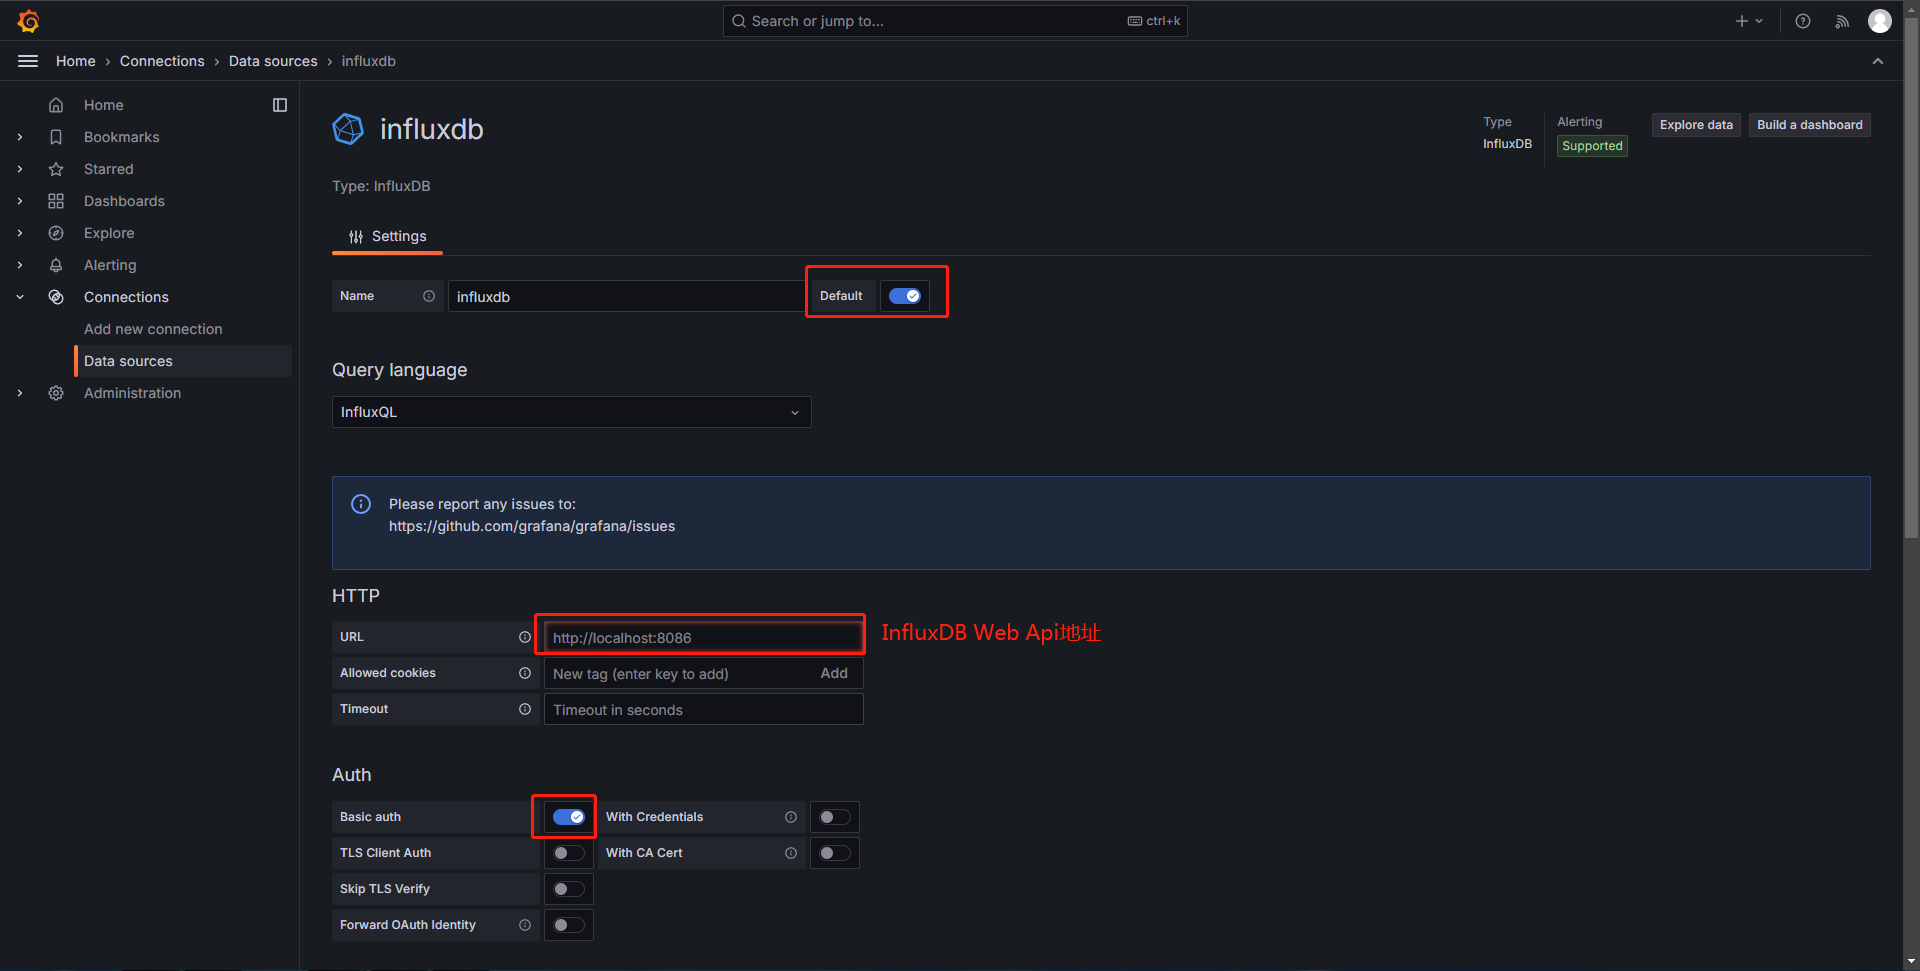 Search or jump to...
ctrl+k
Home › Connections › Data sources › influxdb
Home
Bookmarks
Starred
Dashboards
Explore
Alerting
Connections
Add new connection
Data sources
Administration
influxdb
Type
InfluxDB
Alerting
Supported
Explore data
Build a dashboard
Type: InfluxDB
Settings
Name
influxdb
Default
Query language
InfluxQL
Please report any issues to:
https://github.com/grafana/grafana/issues
HTTP
URL
http://localhost:8086
InfluxDB Web Api地址
Allowed cookies
New tag (enter key to add)
Add
Timeout
Timeout in seconds
Auth
Basic auth
With Credentials
TLS Client Auth
With CA Cert
Skip TLS Verify
Forward OAuth Identity